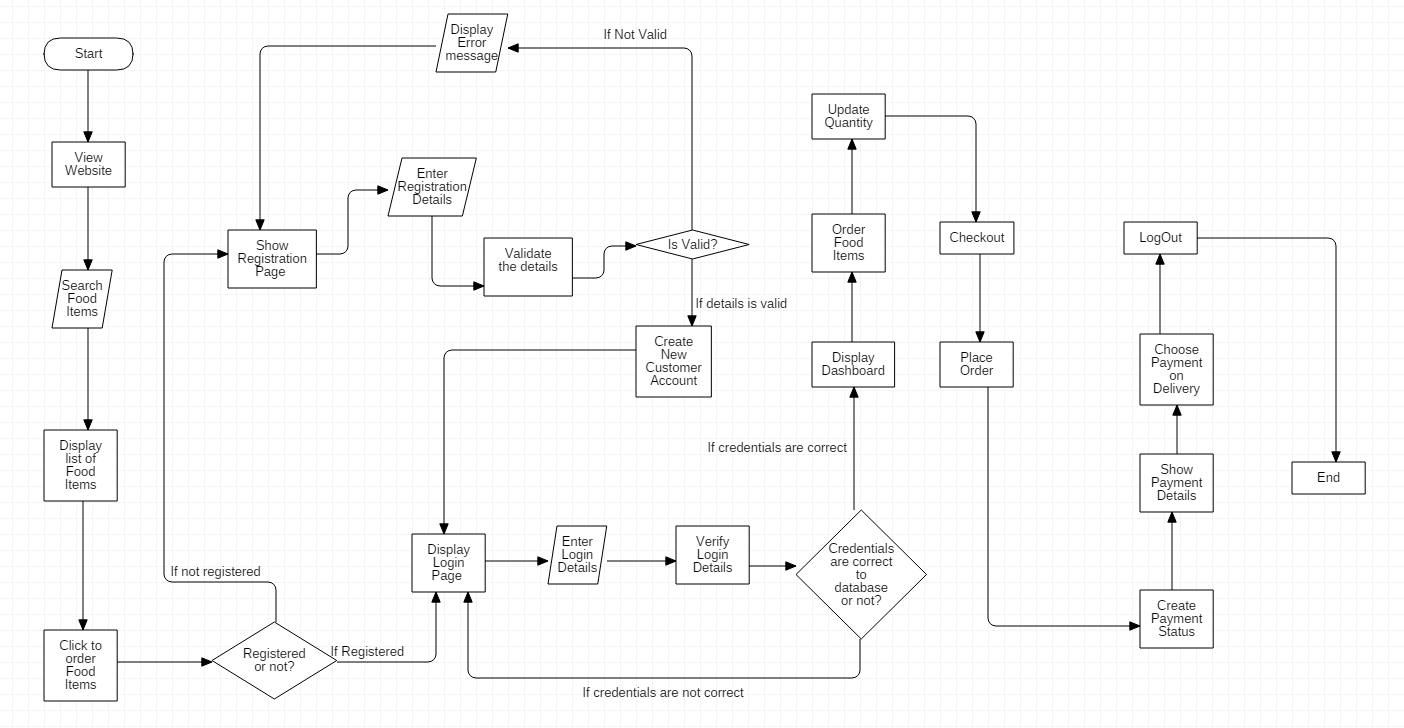 Start
View
Website
Search
Food
Items
Display
list of
Food
Items
Click to
order
Food
Items
Registered
or not?
If not registered
If Registered
Show
Registration
Page
Enter
Registration
Details
Validate
the details
Is Valid?
If Not Valid
Display
Error
message
If details is valid
Create
New
Customer
Account
Display
Login
Page
Enter
Login
Details
Verify
Login
Details
Credentials
are correct
to
database
or not?
If credentials are not correct
If credentials are correct
Display
Dashboard
Order
Food
Items
Update
Quantity
Checkout
Place
Order
Create
Payment
Status
Show
Payment
Details
Choose
Payment
on
Delivery
LogOut
End